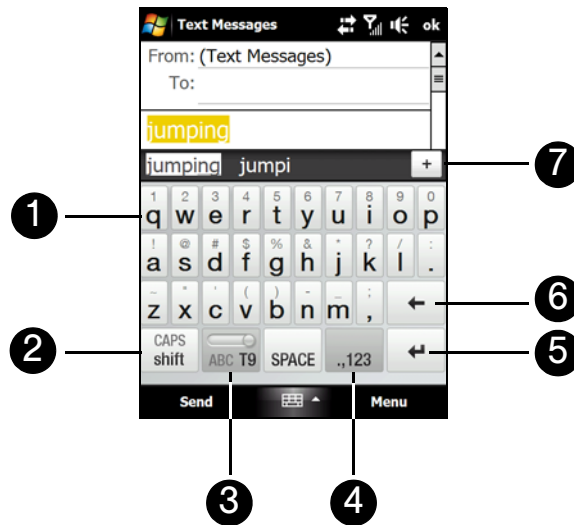 Text Messages ok
From: (Text Messages)
To:
jumping
jumping jumpi +
7
1 2 3 4 5 6 7 8 9 0
q w e r t y u i o p
1
! @ # $ % & * ? / :
a s d f g h j k l .
~ " ' ( ) - _ ;
z x c v b n m , ←
6
CAPS
shift ABC T9 SPACE .,123 ↵
2
5
Send Menu
3 4